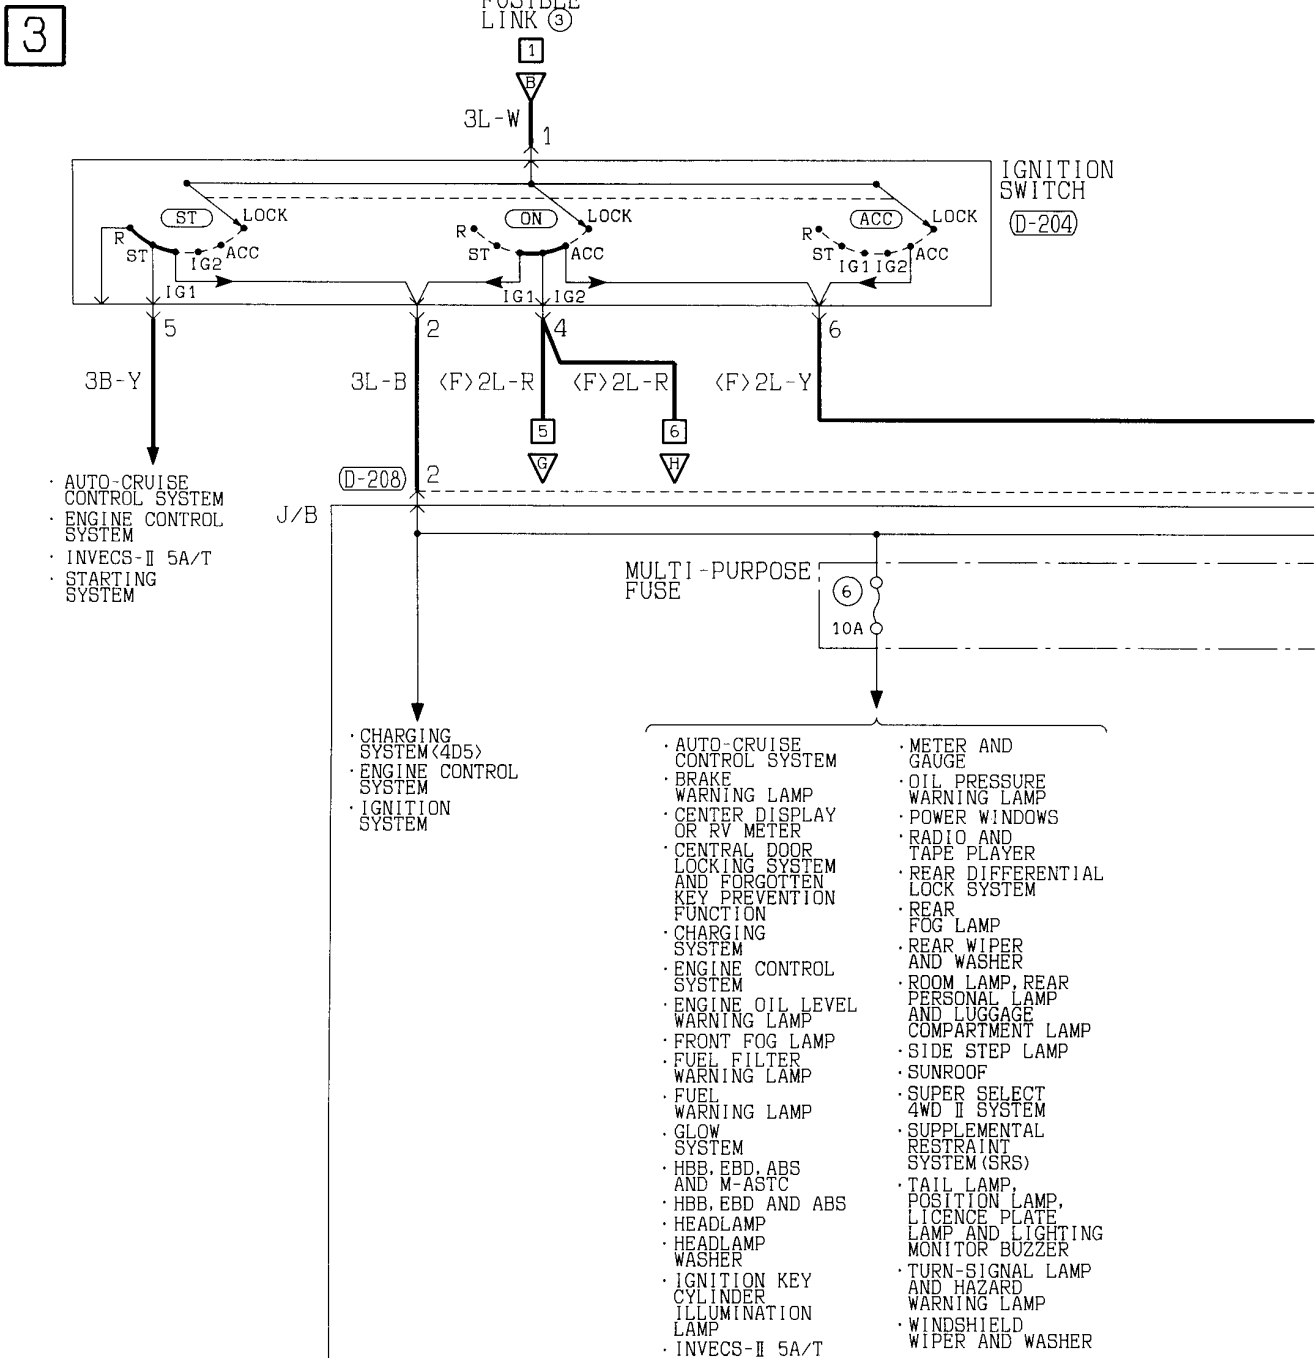 3
FUSIBLE
LINK ③
1
B
3L-W
1
IGNITION
SWITCH
D-204
ST
LOCK
R
ST
IG1
IG2
ACC
ON
LOCK
R
ST
IG1
IG2
ACC
ACC
LOCK
R
ST
IG1
IG2
ACC
5
2
4
6
3B-Y
3L-B
<F>2L-R
<F>2L-R
<F>2L-Y
5
G
6
H
D-208
2
J/B
· AUTO-CRUISE
CONTROL SYSTEM
· ENGINE CONTROL
SYSTEM
· INVECS-Ⅱ 5A/T
· STARTING
SYSTEM
MULTI-PURPOSE
FUSE
6
10A
· CHARGING
SYSTEM<4D5>
· ENGINE CONTROL
SYSTEM
· IGNITION
SYSTEM
· AUTO-CRUISE
CONTROL SYSTEM
· BRAKE
WARNING LAMP
· CENTER DISPLAY
OR RV METER
· CENTRAL DOOR
LOCKING SYSTEM
AND FORGOTTEN
KEY PREVENTION
FUNCTION
· CHARGING
SYSTEM
· ENGINE CONTROL
SYSTEM
· ENGINE OIL LEVEL
WARNING LAMP
· FRONT FOG LAMP
· FUEL FILTER
WARNING LAMP
· FUEL
WARNING LAMP
· GLOW
SYSTEM
· HBB, EBD, ABS
AND M-ASTC
· HBB, EBD AND ABS
· HEADLAMP
· HEADLAMP
WASHER
· IGNITION KEY
CYLINDER
ILLUMINATION
LAMP
· INVECS-Ⅱ 5A/T
· METER AND
GAUGE
· OIL PRESSURE
WARNING LAMP
· POWER WINDOWS
· RADIO AND
TAPE PLAYER
· REAR DIFFERENTIAL
LOCK SYSTEM
· REAR
FOG LAMP
· REAR WIPER
AND WASHER
· ROOM LAMP, REAR
PERSONAL LAMP
AND LUGGAGE
COMPARTMENT LAMP
· SIDE STEP LAMP
· SUNROOF
· SUPER SELECT
4WD Ⅱ SYSTEM
· SUPPLEMENTAL
RESTRAINT
SYSTEM(SRS)
· TAIL LAMP,
POSITION LAMP,
LICENCE PLATE
LAMP AND LIGHTING
MONITOR BUZZER
· TURN-SIGNAL LAMP
AND HAZARD
WARNING LAMP
· WINDSHIELD
WIPER AND WASHER